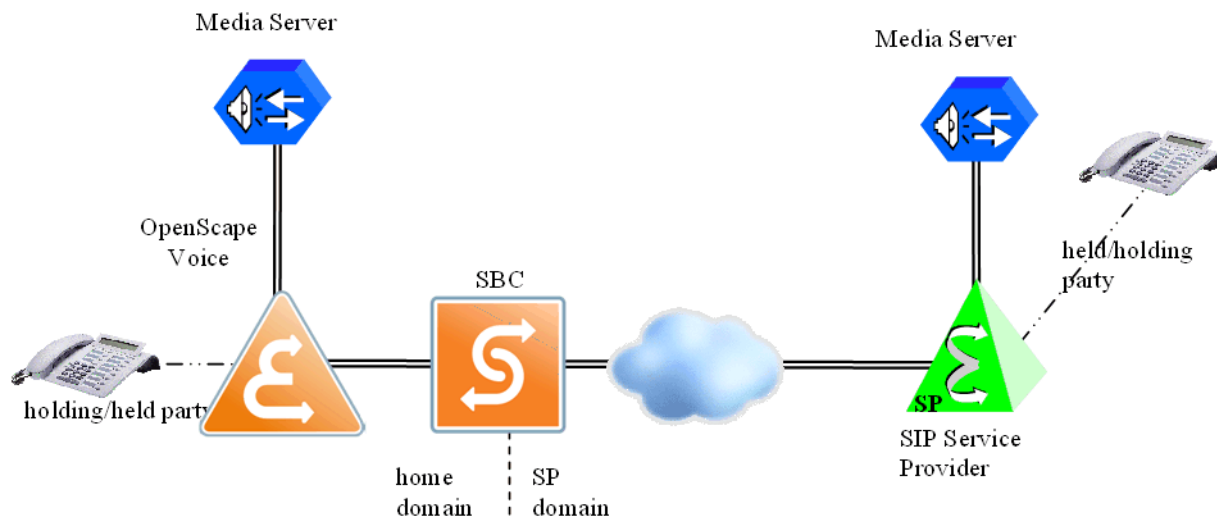 Media Server
Media Server
OpenScape
Voice
SBC
held/holding
party
holding/held party
SP
SIP Service
Provider
home
domain
SP
domain